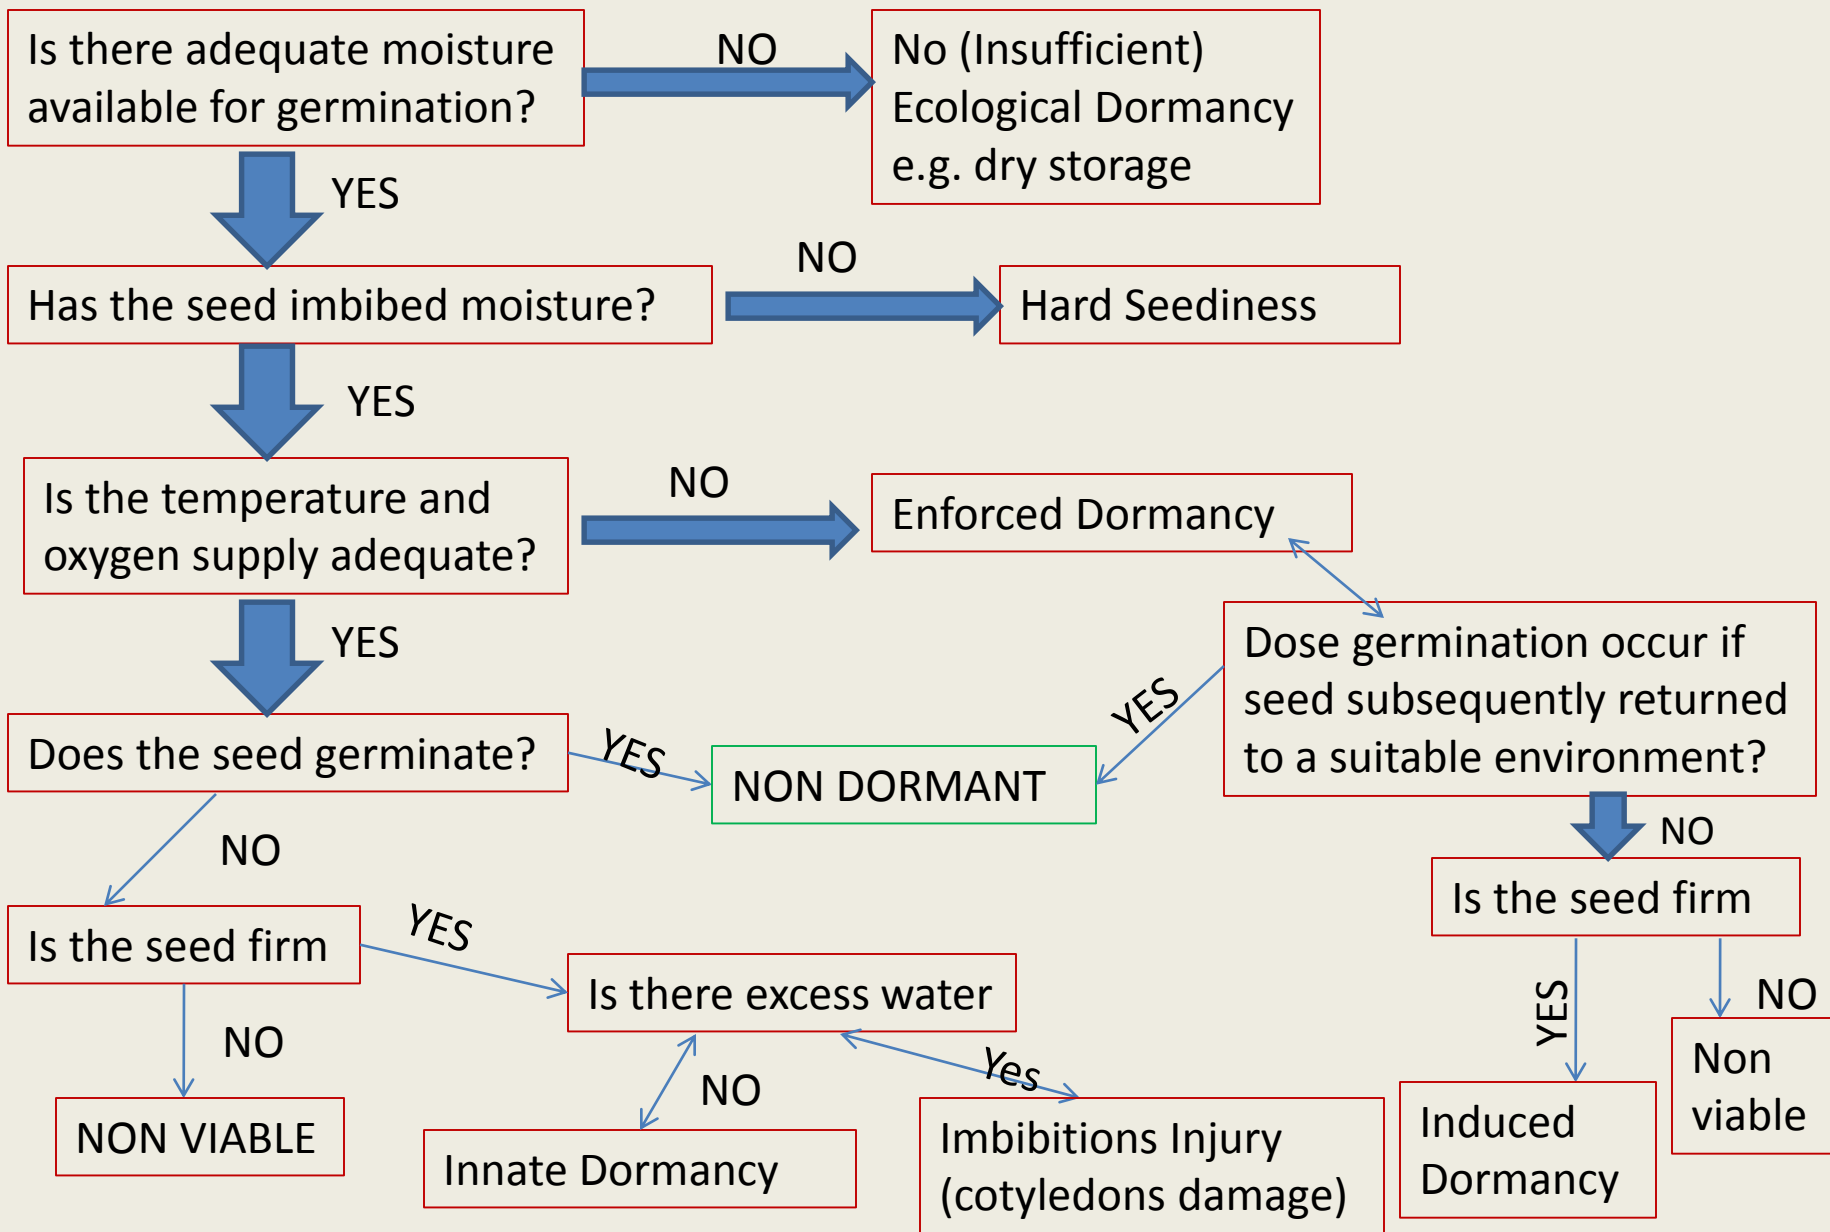 Is there adequate moisture
available for germination?
NO
No (Insufficient)
Ecological Dormancy
e.g. dry storage
YES
Has the seed imbibed moisture?
NO
Hard Seediness
YES
Is the temperature and
oxygen supply adequate?
NO
Enforced Dormancy
YES
Dose germination occur if
seed subsequently returned
to a suitable environment?
Does the seed germinate?
YES
NON DORMANT
YES
NO
NO
Is the seed firm
Is the seed firm
YES
Is there excess water
NO
NON VIABLE
NO
Innate Dormancy
Yes
Imbibitions Injury
(cotyledons damage)
YES
Induced
Dormancy
NO
Non
viable